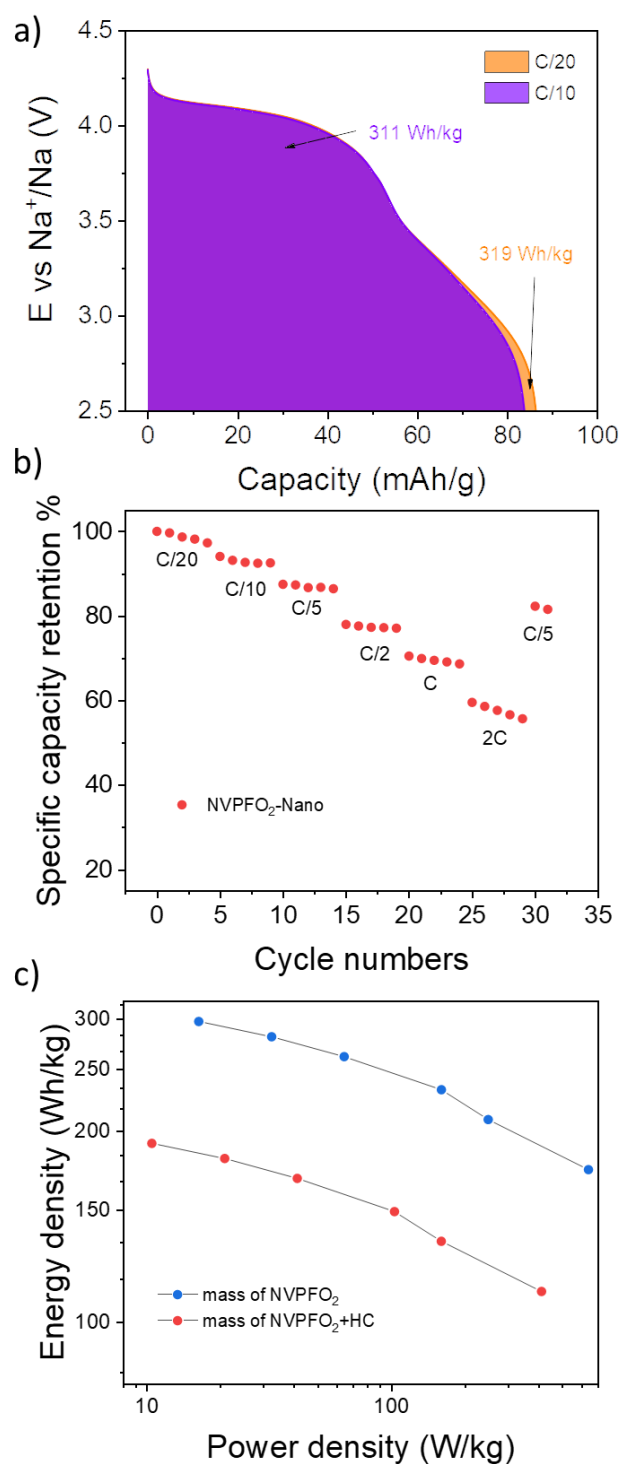 a)
4.5
4.0
3.5
3.0
2.5
E vs Na⁺/Na (V)
C/20
C/10
311 Wh/kg
319 Wh/kg
0 20 40 60 80 100
Capacity (mAh/g)
b)
100
80
60
40
20
Specific capacity retention %
C/20
C/10
C/5
C/2
C
2C
C/5
NVPFO₂-Nano
0 5 10 15 20 25 30 35
Cycle numbers
c)
300
250
200
150
100
Energy density (Wh/kg)
mass of NVPFO₂
mass of NVPFO₂+HC
10 100
Power density (W/kg)